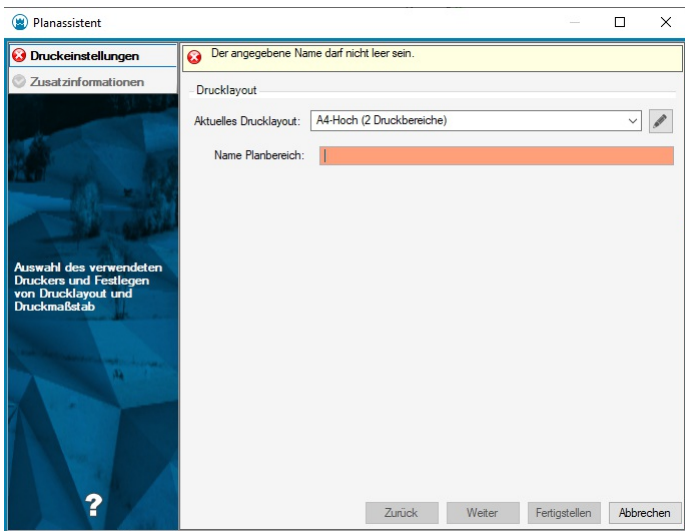 Planassistent
Druckeinstellungen
Zusatzinformationen
Auswahl des verwendeten
Druckers und Festlegen
von Drucklayout und
Druckmaßstab
?
Der angegebene Name darf nicht leer sein.
Drucklayout
Aktuelles Drucklayout: A4-Hoch (2 Druckbereiche)
Name Planbereich:
Zurück Weiter Fertigstellen Abbrechen